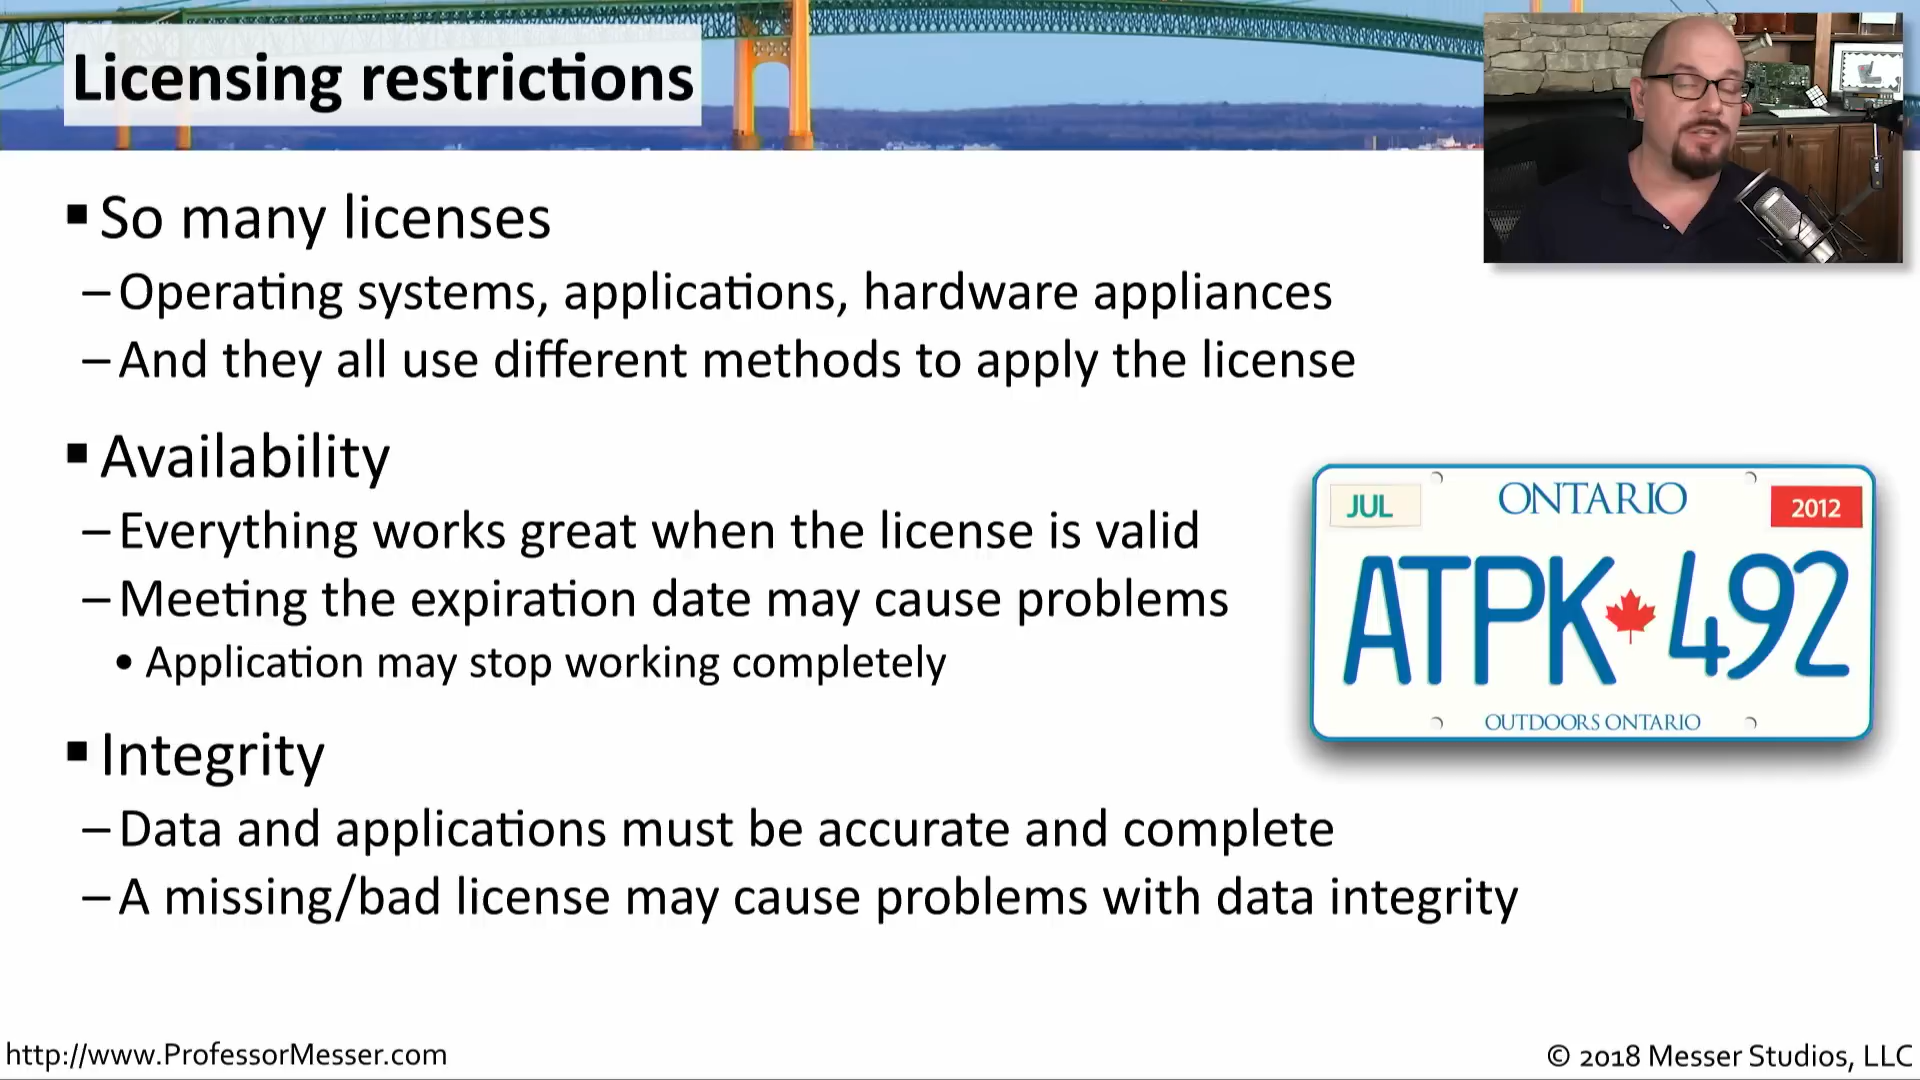 Licensing restrictions
▪ So many licenses
– Operating systems, applications, hardware appliances
– And they all use different methods to apply the license
▪ Availability
– Everything works great when the license is valid
– Meeting the expiration date may cause problems
• Application may stop working completely
▪ Integrity
– Data and applications must be accurate and complete
– A missing/bad license may cause problems with data integrity
JUL
ONTARIO
2012
ATPK 492
OUTDOORS ONTARIO
http://www.ProfessorMesser.com
© 2018 Messer Studios, LLC